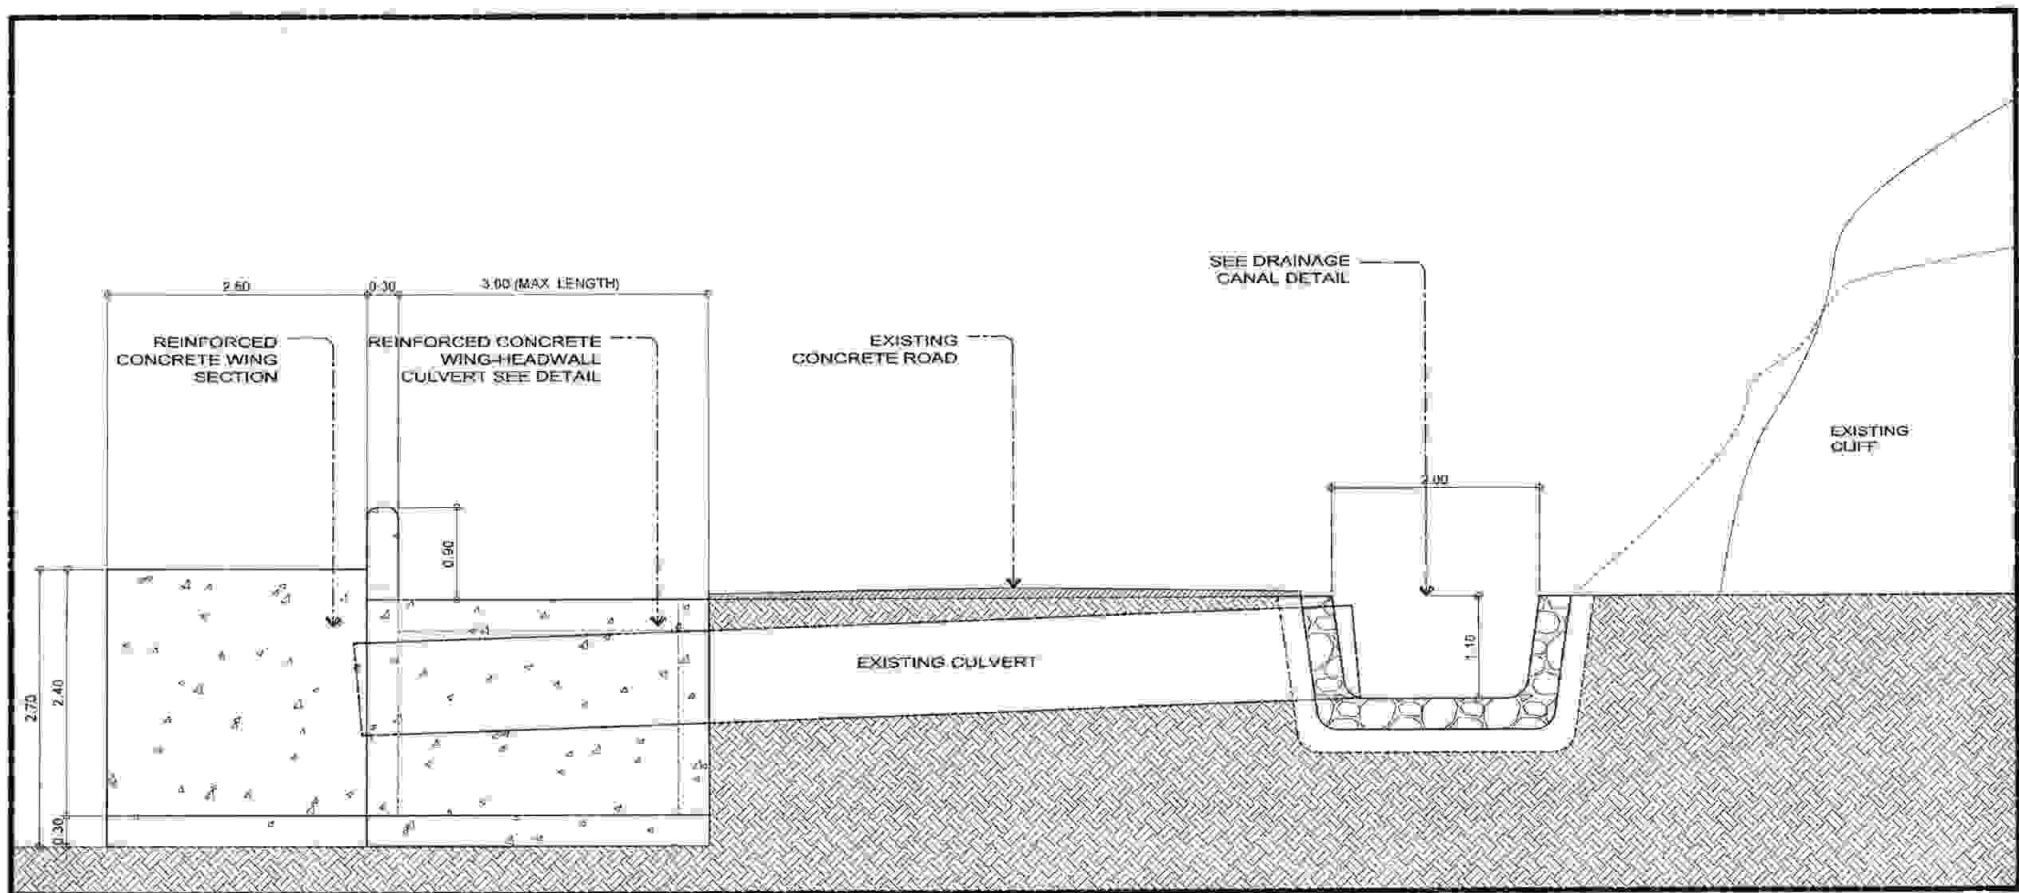 2.60
0.30
3.00 (MAX. LENGTH)
REINFORCED
CONCRETE WING
SECTION
REINFORCED CONCRETE
WING-HEADWALL
CULVERT SEE DETAIL
EXISTING
CONCRETE ROAD
SEE DRAINAGE
CANAL DETAIL
EXISTING
CLIFF
2.00
0.90
1.10
EXISTING CULVERT
2.70
2.40
0.30